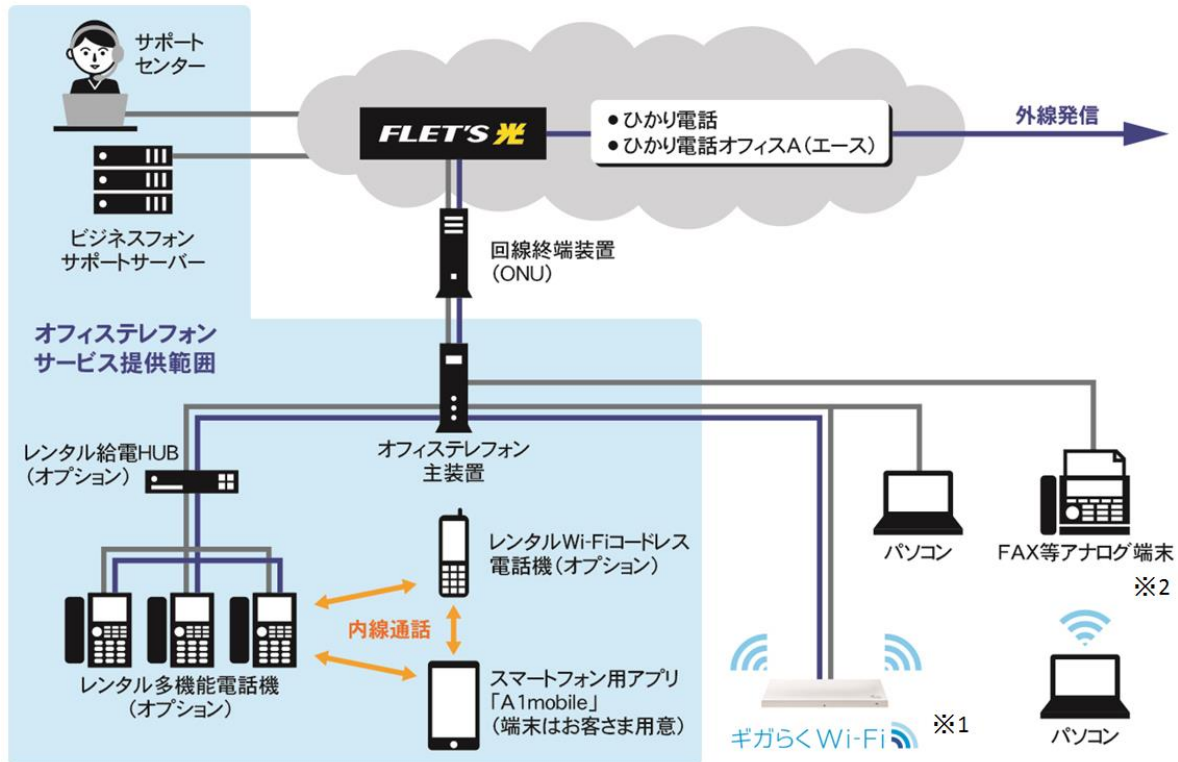 サポート
センター
FLET'S光
●ひかり電話
●ひかり電話オフィスA（エース）
外線発信
ビジネスフォン
サポートサーバー
回線終端装置
（ONU）
オフィステレフォン
サービス提供範囲
レンタル給電HUB
（オプション）
オフィステレフォン
主装置
レンタルWi-Fiコードレス
電話機（オプション）
パソコン
FAX等アナログ端末
※2
内線通話
レンタル多機能電話機
（オプション）
スマートフォン用アプリ
「A1mobile」
（端末はお客さま用意）
ギガらくWi-Fi
※1
パソコン